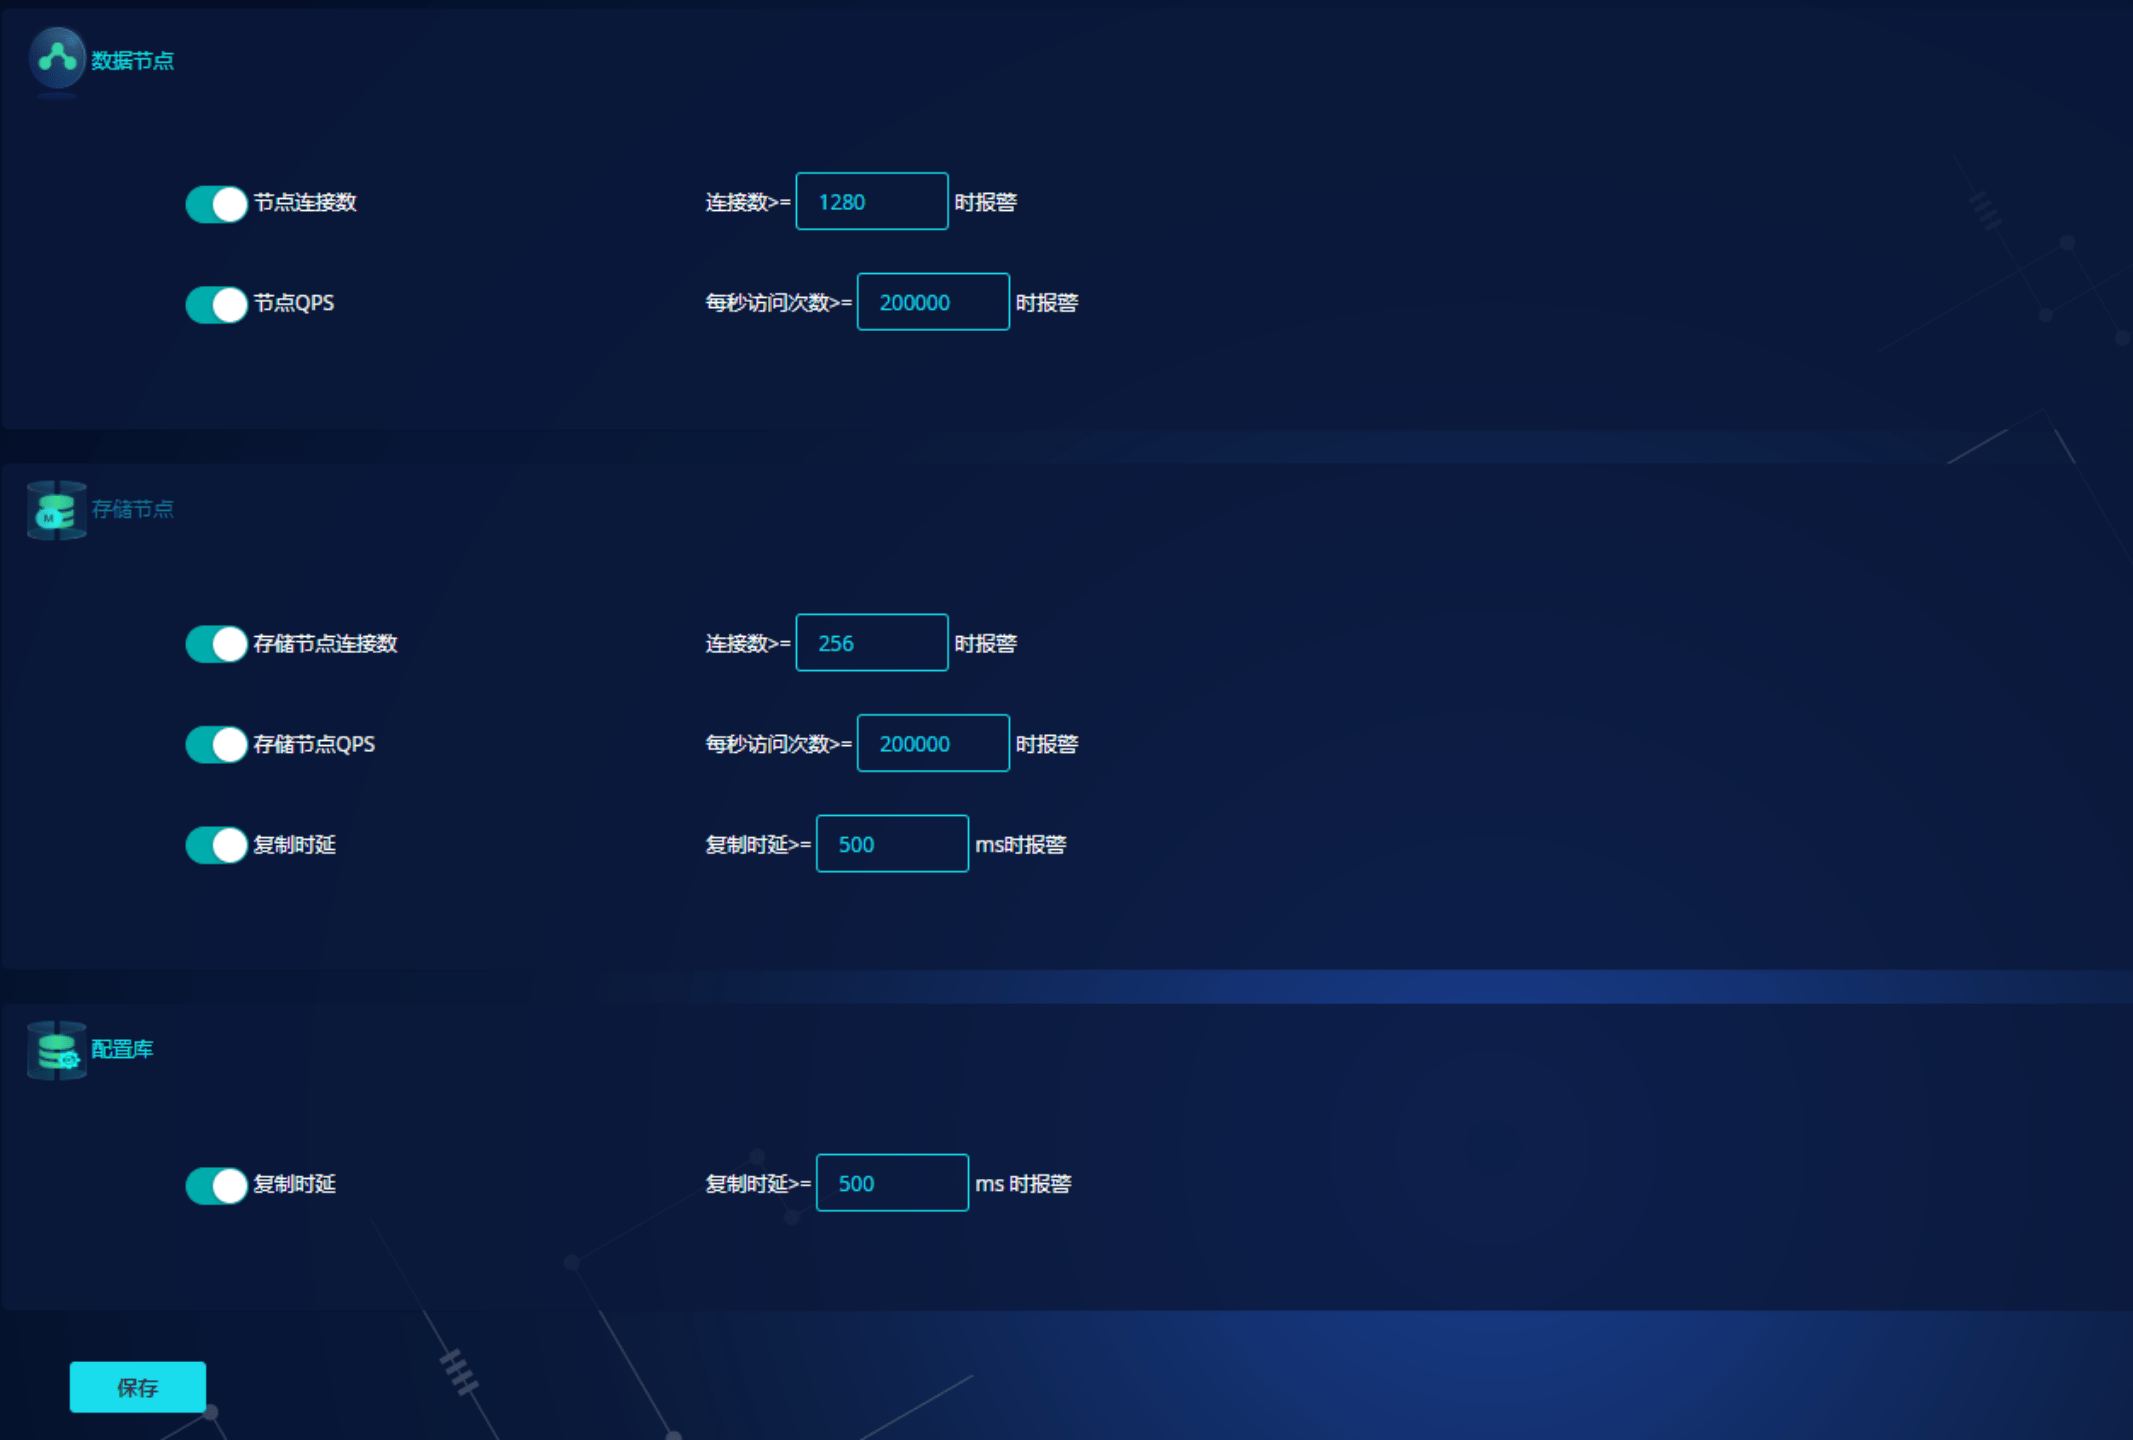 数据节点
节点连接数 连接数>= 1280 时报警
节点QPS 每秒访问次数>= 200000 时报警
M 存储节点
存储节点连接数 连接数>= 256 时报警
存储节点QPS 每秒访问次数>= 200000 时报警
复制时延 复制时延>= 500 ms时报警
配置库
复制时延 复制时延>= 500 ms 时报警
保存